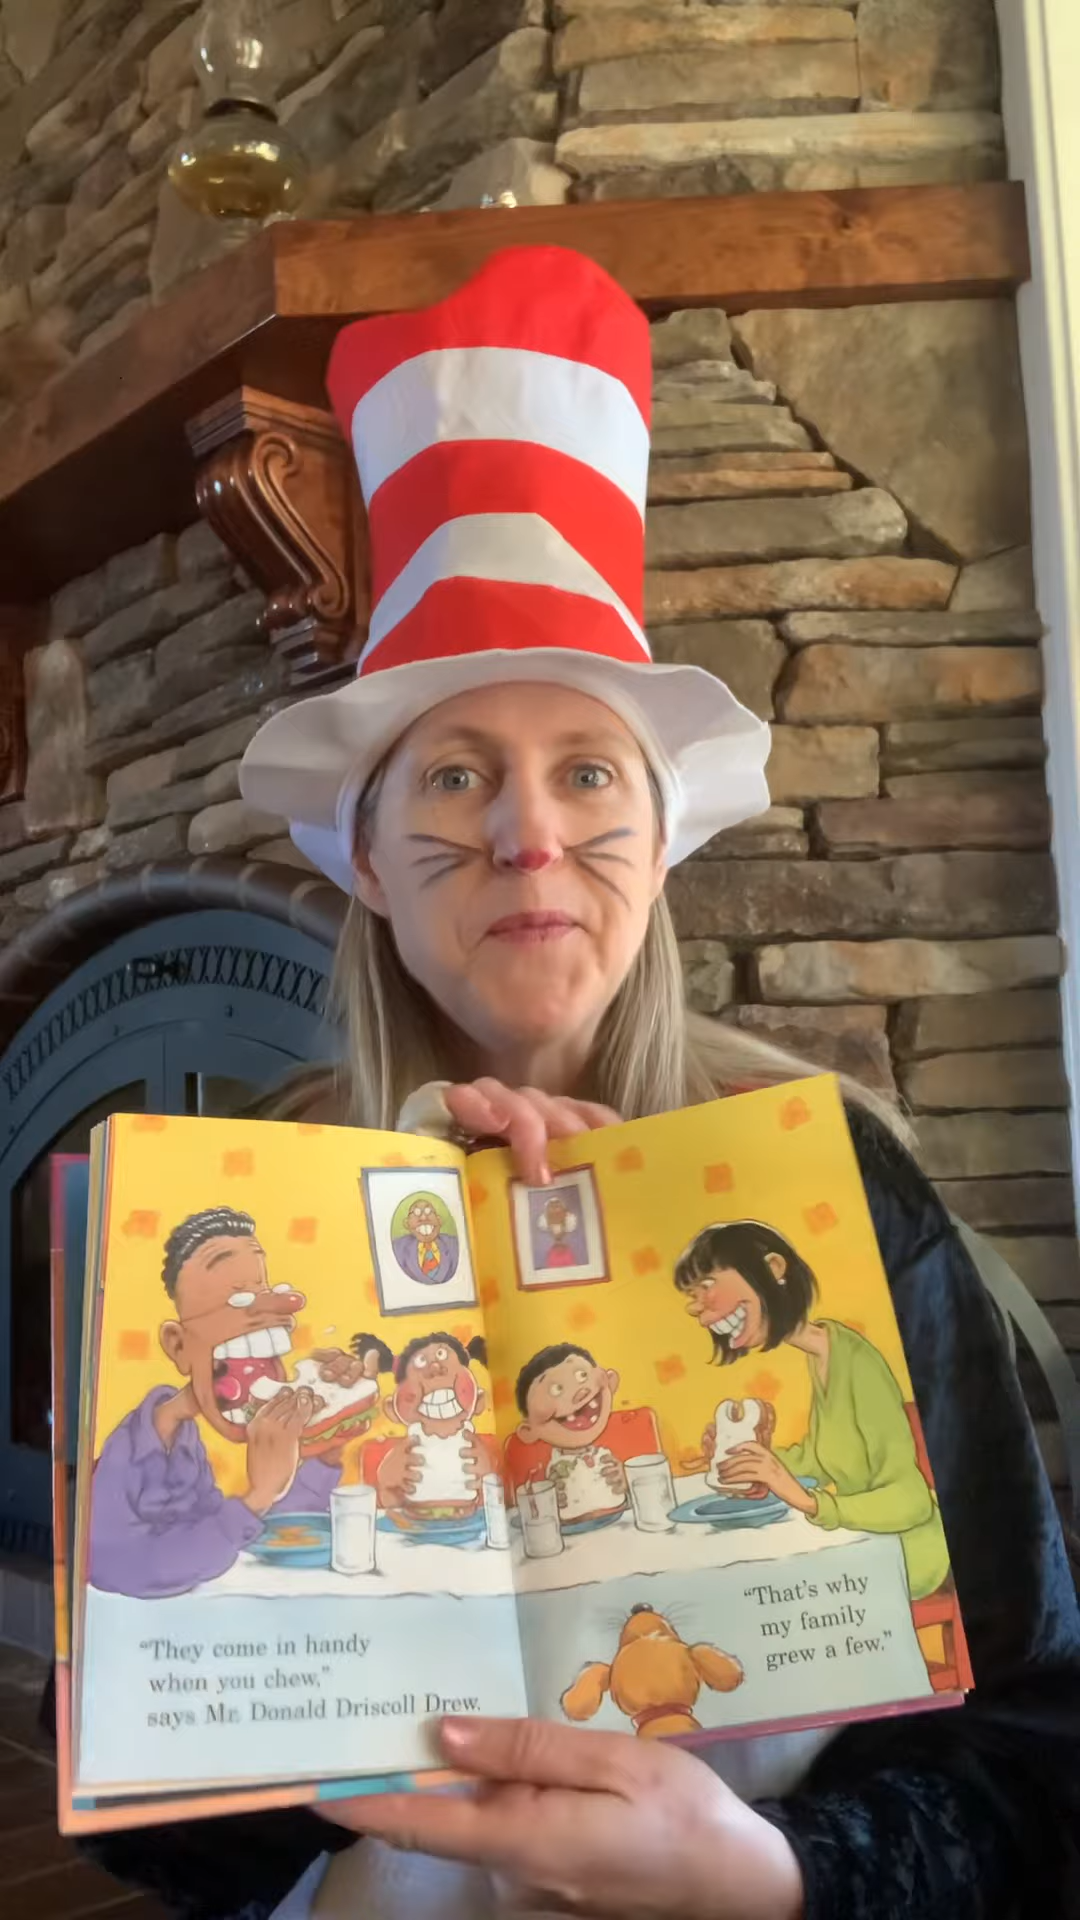 “They come in handy
when you chew,”
says Mr. Donald Driscoll Drew.
“That’s why
my family
grew a few.”